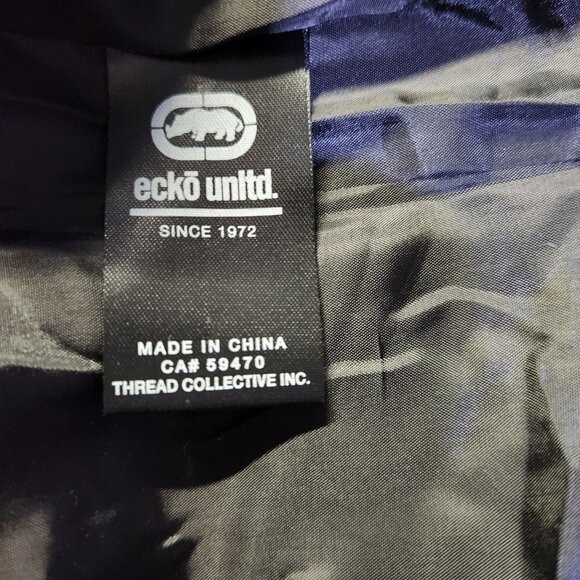 eckō unltd.
SINCE 1972
MADE IN CHINA
CA# 59470
THREAD COLLECTIVE INC.